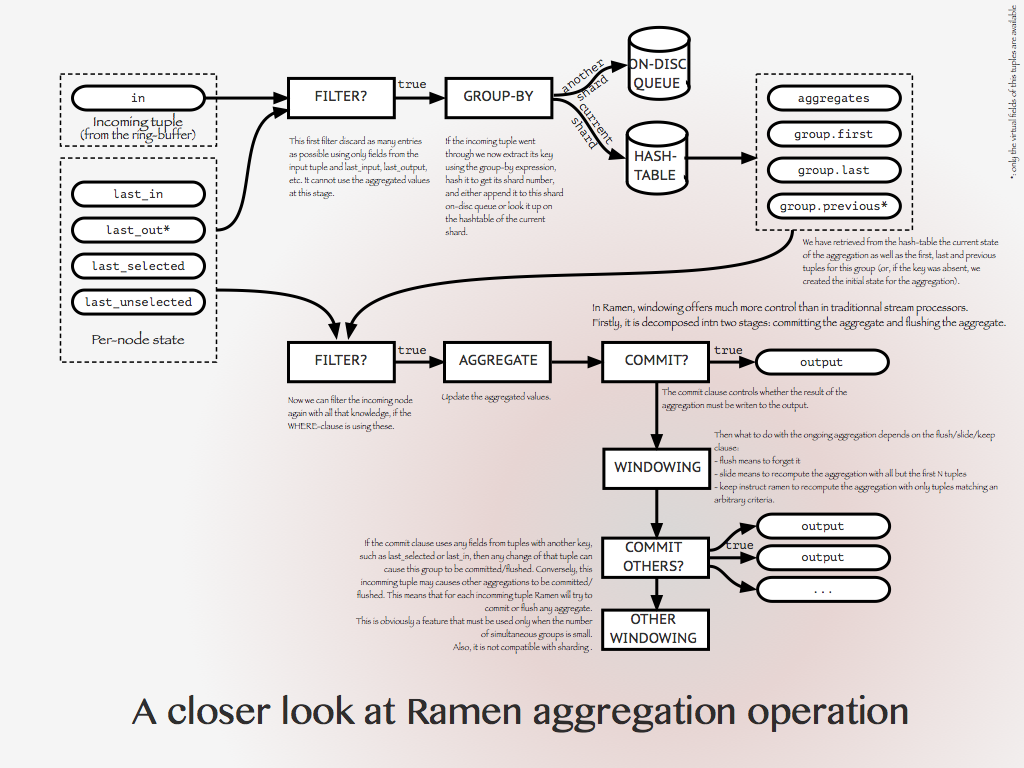 in
Incoming tuple
(from the ring-buffer)
last_in
last_out*
last_selected
last_unselected
Per-node state
FILTER?
true
GROUP-BY
another
shard
current
shard
ON-DISC
QUEUE
HASH-
TABLE
aggregates
group.first
group.last
group.previous*
*: only the virtual fields of this tuples are available
This first filter discard as many entries
as possible using only fields from the
input tuple and last_input, last_output,
etc. It cannot use the aggregated values
at this stage.
If the incoming tuple went
through we now extract its key
using the group-by expression,
hash it to get its shard number,
and either append it to this shard
on-disc queue or look it up on
the hashtable of the current
shard.
We have retrieved from the hash-table the current state
of the aggregation as well as the first, last and previous
tuples for this group (or, if the key was absent, we
created the initial state for the aggregation).
In Ramen, windowing offers much more control than in traditionnal stream processors.
Firstly, it is decomposed intn two stages: committing the aggregate and flushing the aggregate.
FILTER?
true
AGGREGATE
COMMIT?
true
output
Now we can filter the incoming node
again with all that knowledge, if the
WHERE-clause is using these.
Update the aggregated values.
The commit clause controls whether the result of the
aggregation must be writen to the output.
WINDOWING
Then what to do with the ongoing aggregation depends on the flush/slide/keep
clause:
- flush means to forget it
- slide means to recompute the aggregation with all but the first N tuples
- keep instruct ramen to recompute the aggregation with only tuples matching an
arbitrary criteria.
If the commit clause uses any fields from tuples with another key,
such as last_selected or last_in, then any change of that tuple can
cause this group to be committed/flushed. Conversely, this
incomming tuple may causes other aggregations to be committed/
flushed. This means that for each incomming tuple Ramen will try to
commit or flush any aggregate.
This is obviously a feature that must be used only when the number
of simultaneous groups is small.
Also, it is not compatible with sharding .
COMMIT
OTHERS?
true
output
output
...
OTHER
WINDOWING
A closer look at Ramen aggregation operation